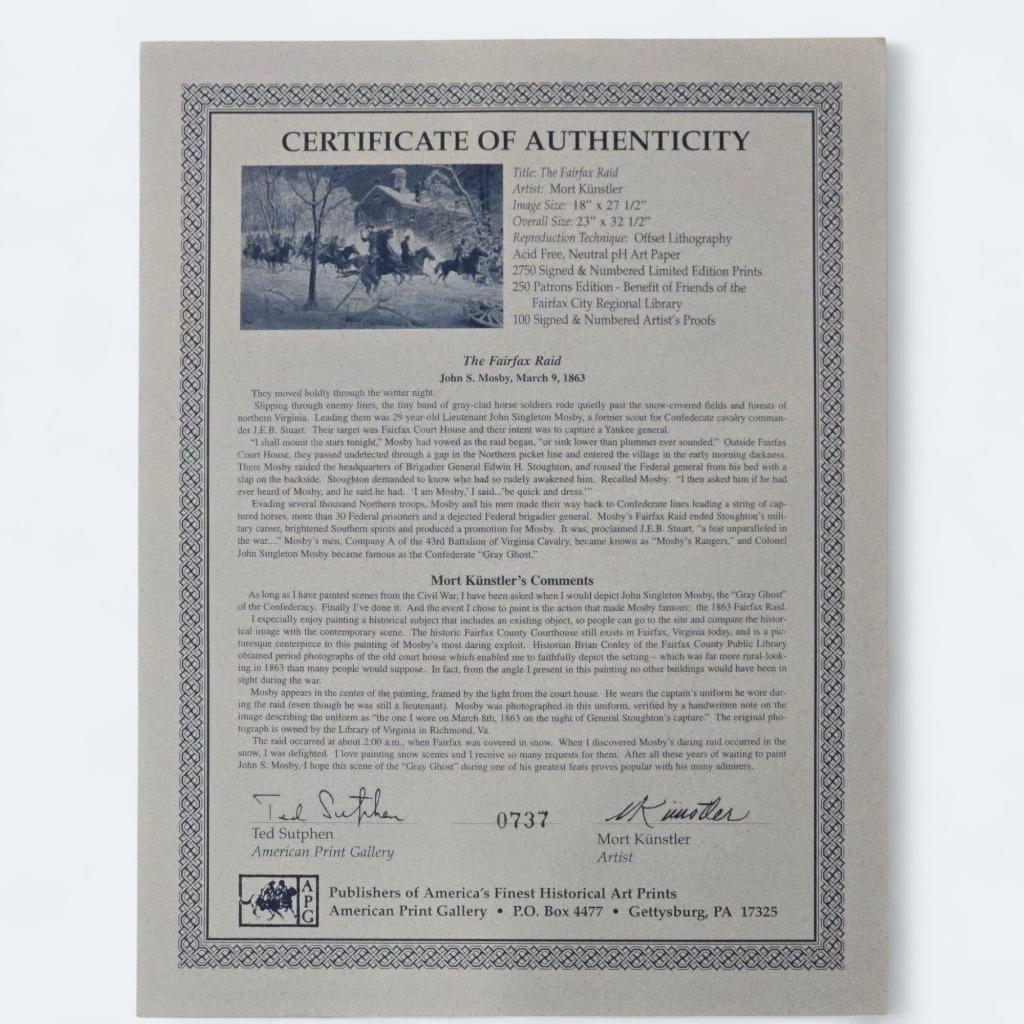 CERTIFICATE OF AUTHENTICITY
Title: The Fairfax Raid
Artist: Mort Künstler
Image Size: 18" x 27 1/2"
Overall Size: 23" x 32 1/2"
Reproduction Technique: Offset Lithography
Acid Free, Neutral pH Art Paper
2750 Signed & Numbered Limited Edition Prints
250 Patrons Edition - Benefit of Friends of the
Fairfax City Regional Library
100 Signed & Numbered Artist's Proofs
The Fairfax Raid
John S. Mosby, March 9, 1863
They moved boldly through the winter night.
Slipping through enemy lines, the tiny band of gray-clad horse soldiers rode quietly past the snow-covered fields and forests of
northern Virginia. Leading them was 29 year-old Lieutenant John Singleton Mosby, a former scout for Confederate cavalry comman-
der J.E.B. Stuart. Their target was Fairfax Court House and their intent was to capture a Yankee general.
"I shall mount the stars tonight," Mosby had vowed as the raid began, "or sink lower than plummet ever sounded." Outside Fairfax
Court House, they passed undetected through a gap in the Northern picket line and entered the village in the early morning darkness.
There Mosby raided the headquarters of Brigadier General Edwin H. Stoughton, and roused the Federal general from his bed with a
slap on the backside. Stoughton demanded to know who had so rudely awakened him. Recalled Mosby: "I then asked him if he had
ever heard of Mosby, and he said he had. 'I am Mosby,' I said...'be quick and dress.'"
Evading several thousand Northern troops, Mosby and his men made their way back to Confederate lines leading a string of cap-
tured horses, more than 30 Federal prisoners and a dejected Federal brigadier general. Mosby's Fairfax Raid ended Stoughton's mili-
tary career, brightened Southern spirits and produced a promotion for Mosby. It was, proclaimed J.E.B. Stuart, "a feat unparalleled in
the war...." Mosby's men, Company A of the 43rd Battalion of Virginia Cavalry, became known as "Mosby's Rangers," and Colonel
John Singleton Mosby became famous as the Confederate "Gray Ghost."
Mort Künstler's Comments
As long as I have painted scenes from the Civil War, I have been asked when I would depict John Singleton Mosby, the "Gray Ghost"
of the Confederacy. Finally I've done it. And the event I chose to paint is the action that made Mosby famous: the 1863 Fairfax Raid.
I especially enjoy painting a historical subject that includes an existing object, so people can go to the site and compare the histor-
ical image with the contemporary scene. The historic Fairfax County Courthouse still exists in Fairfax, Virginia today, and is a pic-
turesque centerpiece to this painting of Mosby's most daring exploit. Historian Brian Conley of the Fairfax County Public Library
obtained period photographs of the old court house which enabled me to faithfully depict the setting – which was far more rural-look-
ing in 1863 than many people would suppose. In fact, from the angle I present in this painting no other buildings would have been in
sight during the war.
Mosby appears in the center of the painting, framed by the light from the court house. He wears the captain's uniform he wore dur-
ing the raid (even though he was still a lieutenant). Mosby was photographed in this uniform, verified by a handwritten note on the
image describing the uniform as "the one I wore on March 8th, 1863 on the night of General Stoughton's capture." The original pho-
tograph is owned by the Library of Virginia in Richmond, Va.
The raid occurred at about 2:00 a.m., when Fairfax was covered in snow. When I discovered Mosby's daring raid occurred in the
snow, I was delighted. I love painting snow scenes and I receive so many requests for them. After all these years of waiting to paint
John S. Mosby, I hope this scene of the "Gray Ghost" during one of his greatest feats proves popular with his many admirers.
Ted Sutphen
0737
MKünstler
Ted Sutphen
Mort Künstler
American Print Gallery
Artist
APG
Publishers of America's Finest Historical Art Prints
American Print Gallery • P.O. Box 4477 • Gettysburg, PA 17325